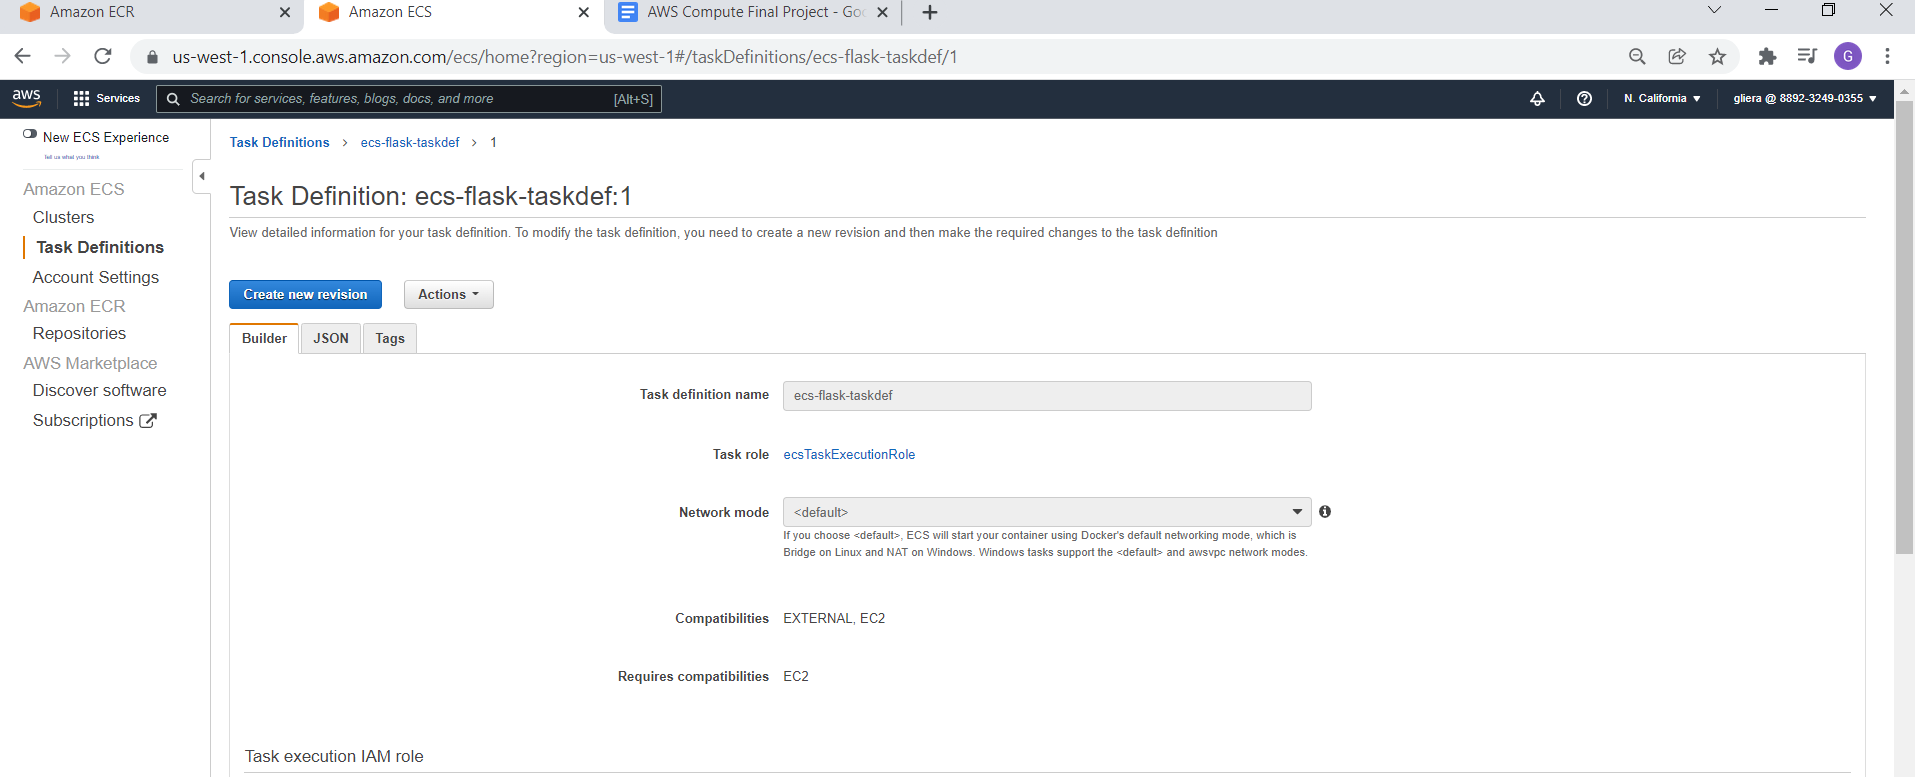 Amazon ECR
Amazon ECS
AWS Compute Final Project - Goo
us-west-1.console.aws.amazon.com/ecs/home?region=us-west-1#/taskDefinitions/ecs-flask-taskdef/1
G
aws
Services
Search for services, features, blogs, docs, and more
[Alt+S]
N. California
gliera @ 8892-3249-0355
New ECS Experience
Tell us what you think
Amazon ECS
Clusters
Task Definitions
Account Settings
Amazon ECR
Repositories
AWS Marketplace
Discover software
Subscriptions
Task Definitions > ecs-flask-taskdef > 1
Task Definition: ecs-flask-taskdef:1
View detailed information for your task definition. To modify the task definition, you need to create a new revision and then make the required changes to the task definition
Create new revision
Actions
Builder
JSON
Tags
Task definition name
ecs-flask-taskdef
Task role
ecsTaskExecutionRole
Network mode
<default>
If you choose <default>, ECS will start your container using Docker's default networking mode, which is
Bridge on Linux and NAT on Windows. Windows tasks support the <default> and awsvpc network modes.
Compatibilities
EXTERNAL, EC2
Requires compatibilities
EC2
Task execution IAM role